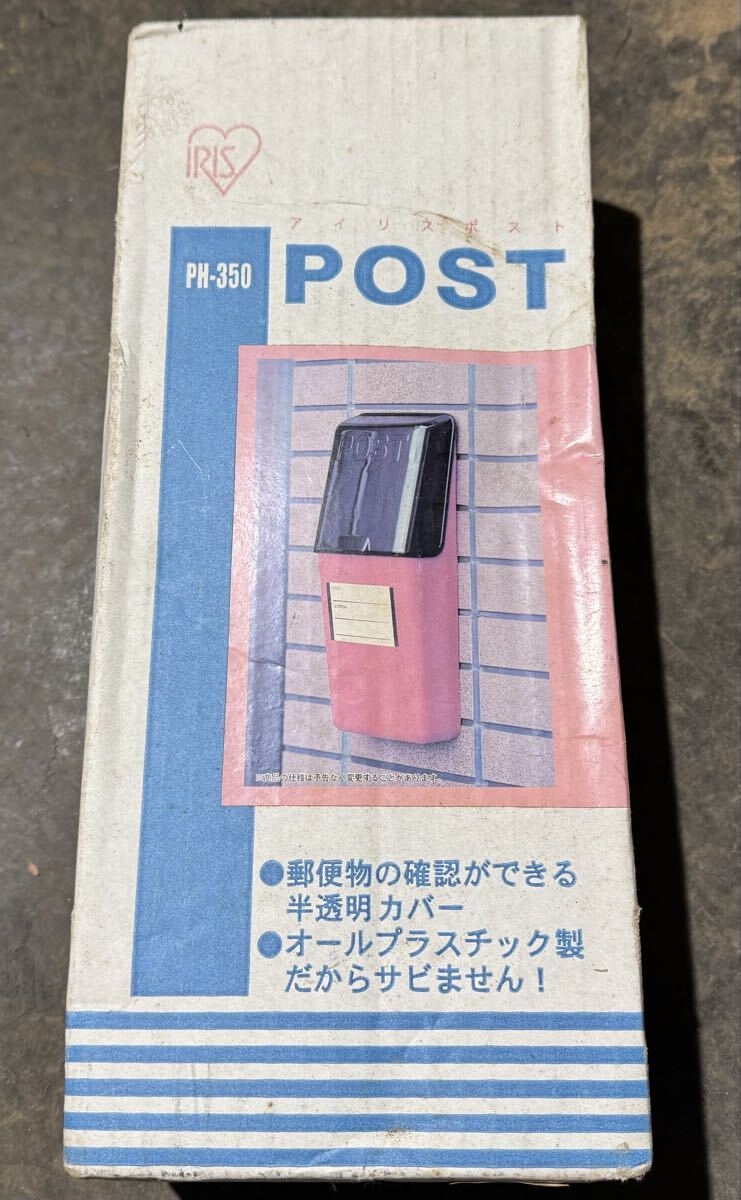 IRIS
アイリスポスト
PH-350
POST
POST
※商品の仕様は予告なく変更することがあります。
●郵便物の確認ができる
半透明カバー
●オールプラスチック製
だからサビません！